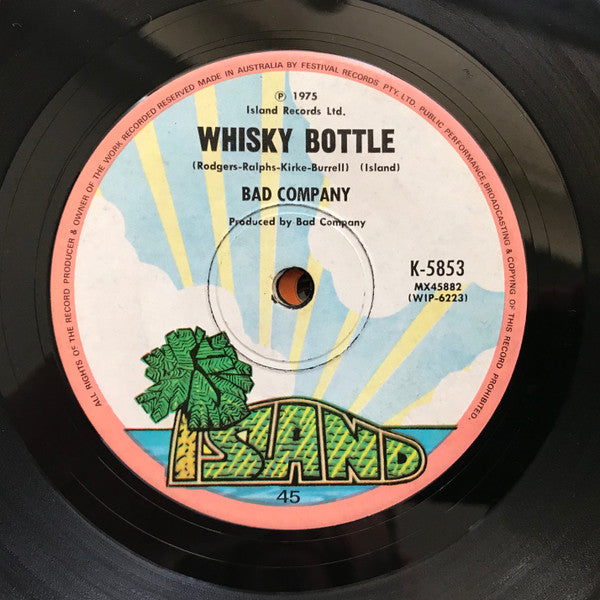 ALL RIGHTS OF THE RECORD PRODUCER & OWNER OF THE WORK RECORDED RESERVED MADE IN AUSTRALIA BY FESTIVAL RECORDS PTY. LTD. PUBLIC PERFORMANCE, BROADCASTING & COPYING OF THIS RECORD PROHIBITED.
Ⓟ 1975
Island Records Ltd.
WHISKY BOTTLE
(Rodgers-Ralphs-Kirke-Burrell) (Island)
BAD COMPANY
Produced by Bad Company
K-5853
MX45882
(WIP-6223)
ISLAND
45